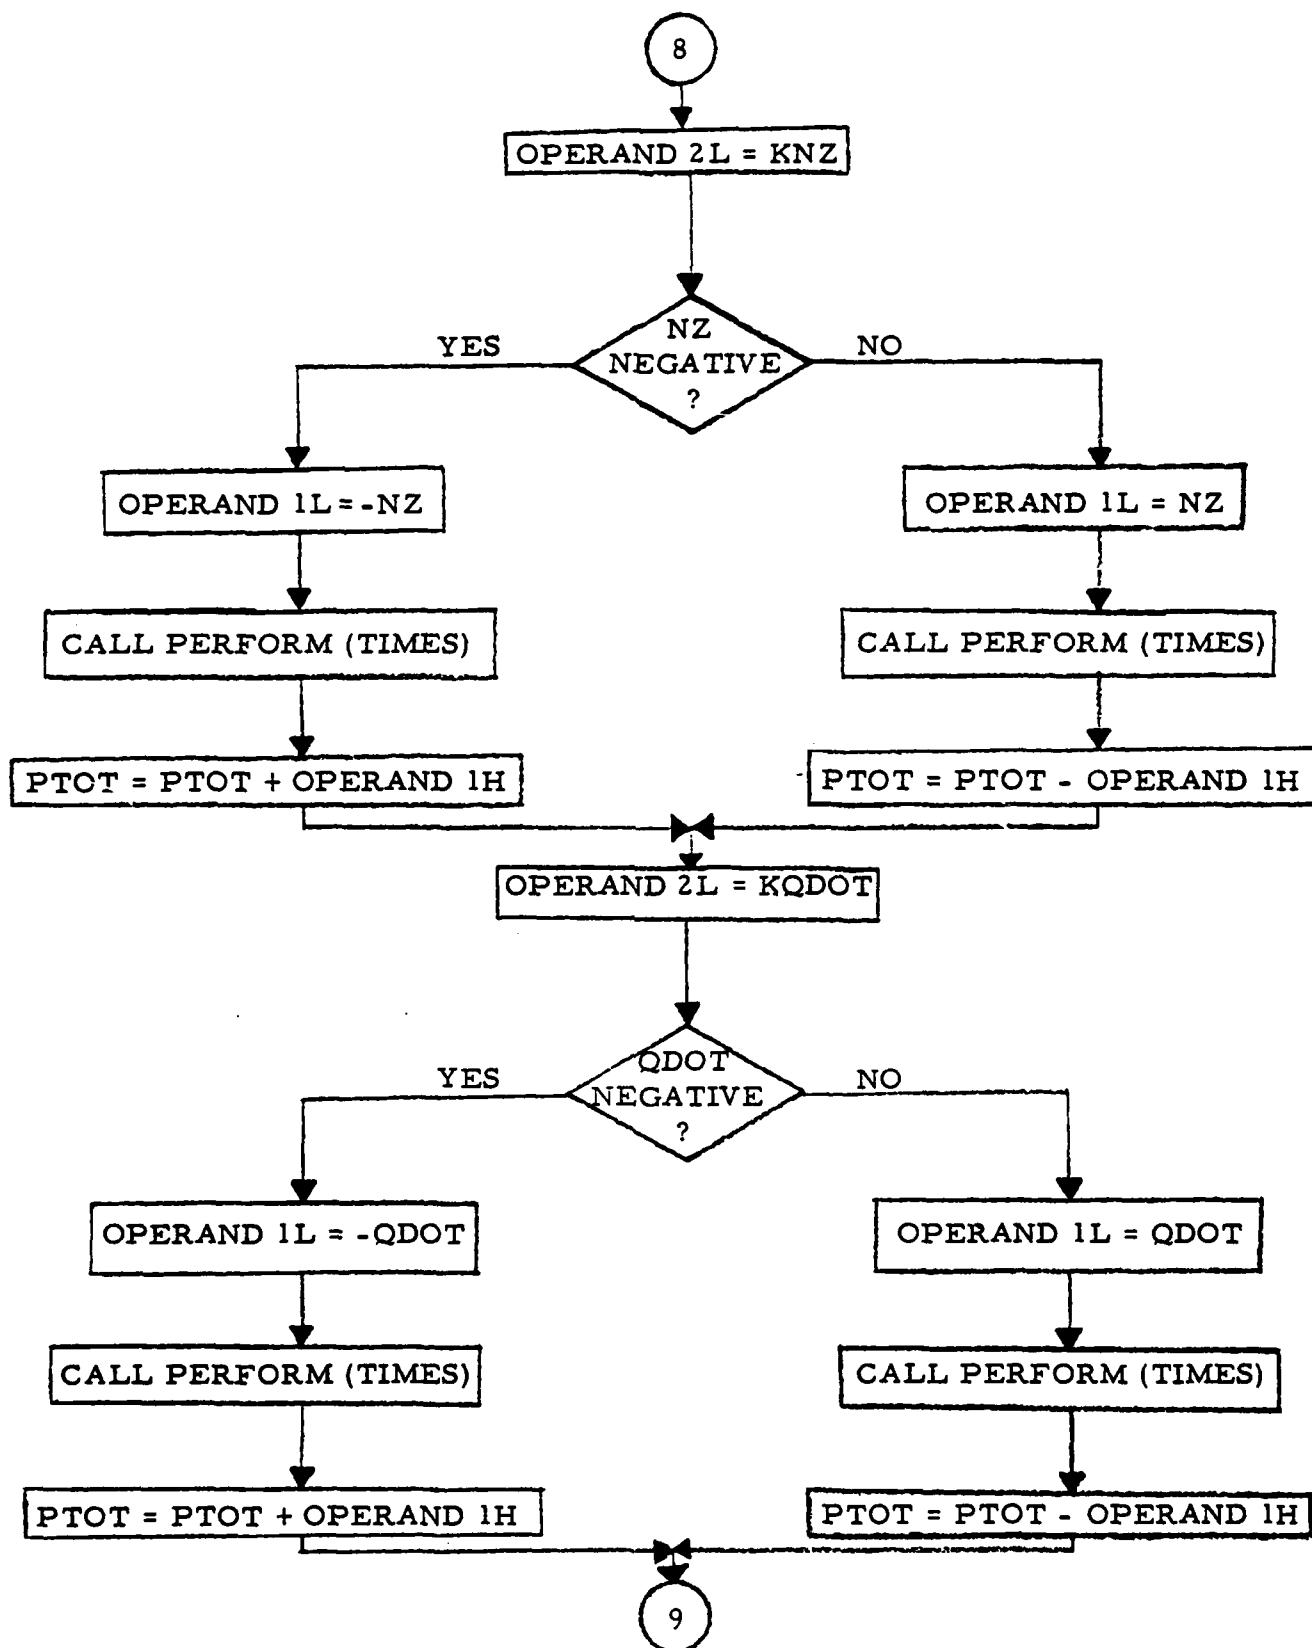 8
OPERAND 2L = KNZ
NZ
NEGATIVE
?
YES
NO
OPERAND 1L = -NZ
OPERAND 1L = NZ
CALL PERFORM (TIMES)
CALL PERFORM (TIMES)
PTOT = PTOT + OPERAND 1H
PTOT = PTOT - OPERAND 1H
OPERAND 2L = KQDOT
QDOT
NEGATIVE
?
YES
NO
OPERAND 1L = -QDOT
OPERAND 1L = QDOT
CALL PERFORM (TIMES)
CALL PERFORM (TIMES)
PTOT = PTOT + OPERAND 1H
PTOT = PTOT - OPERAND 1H
9